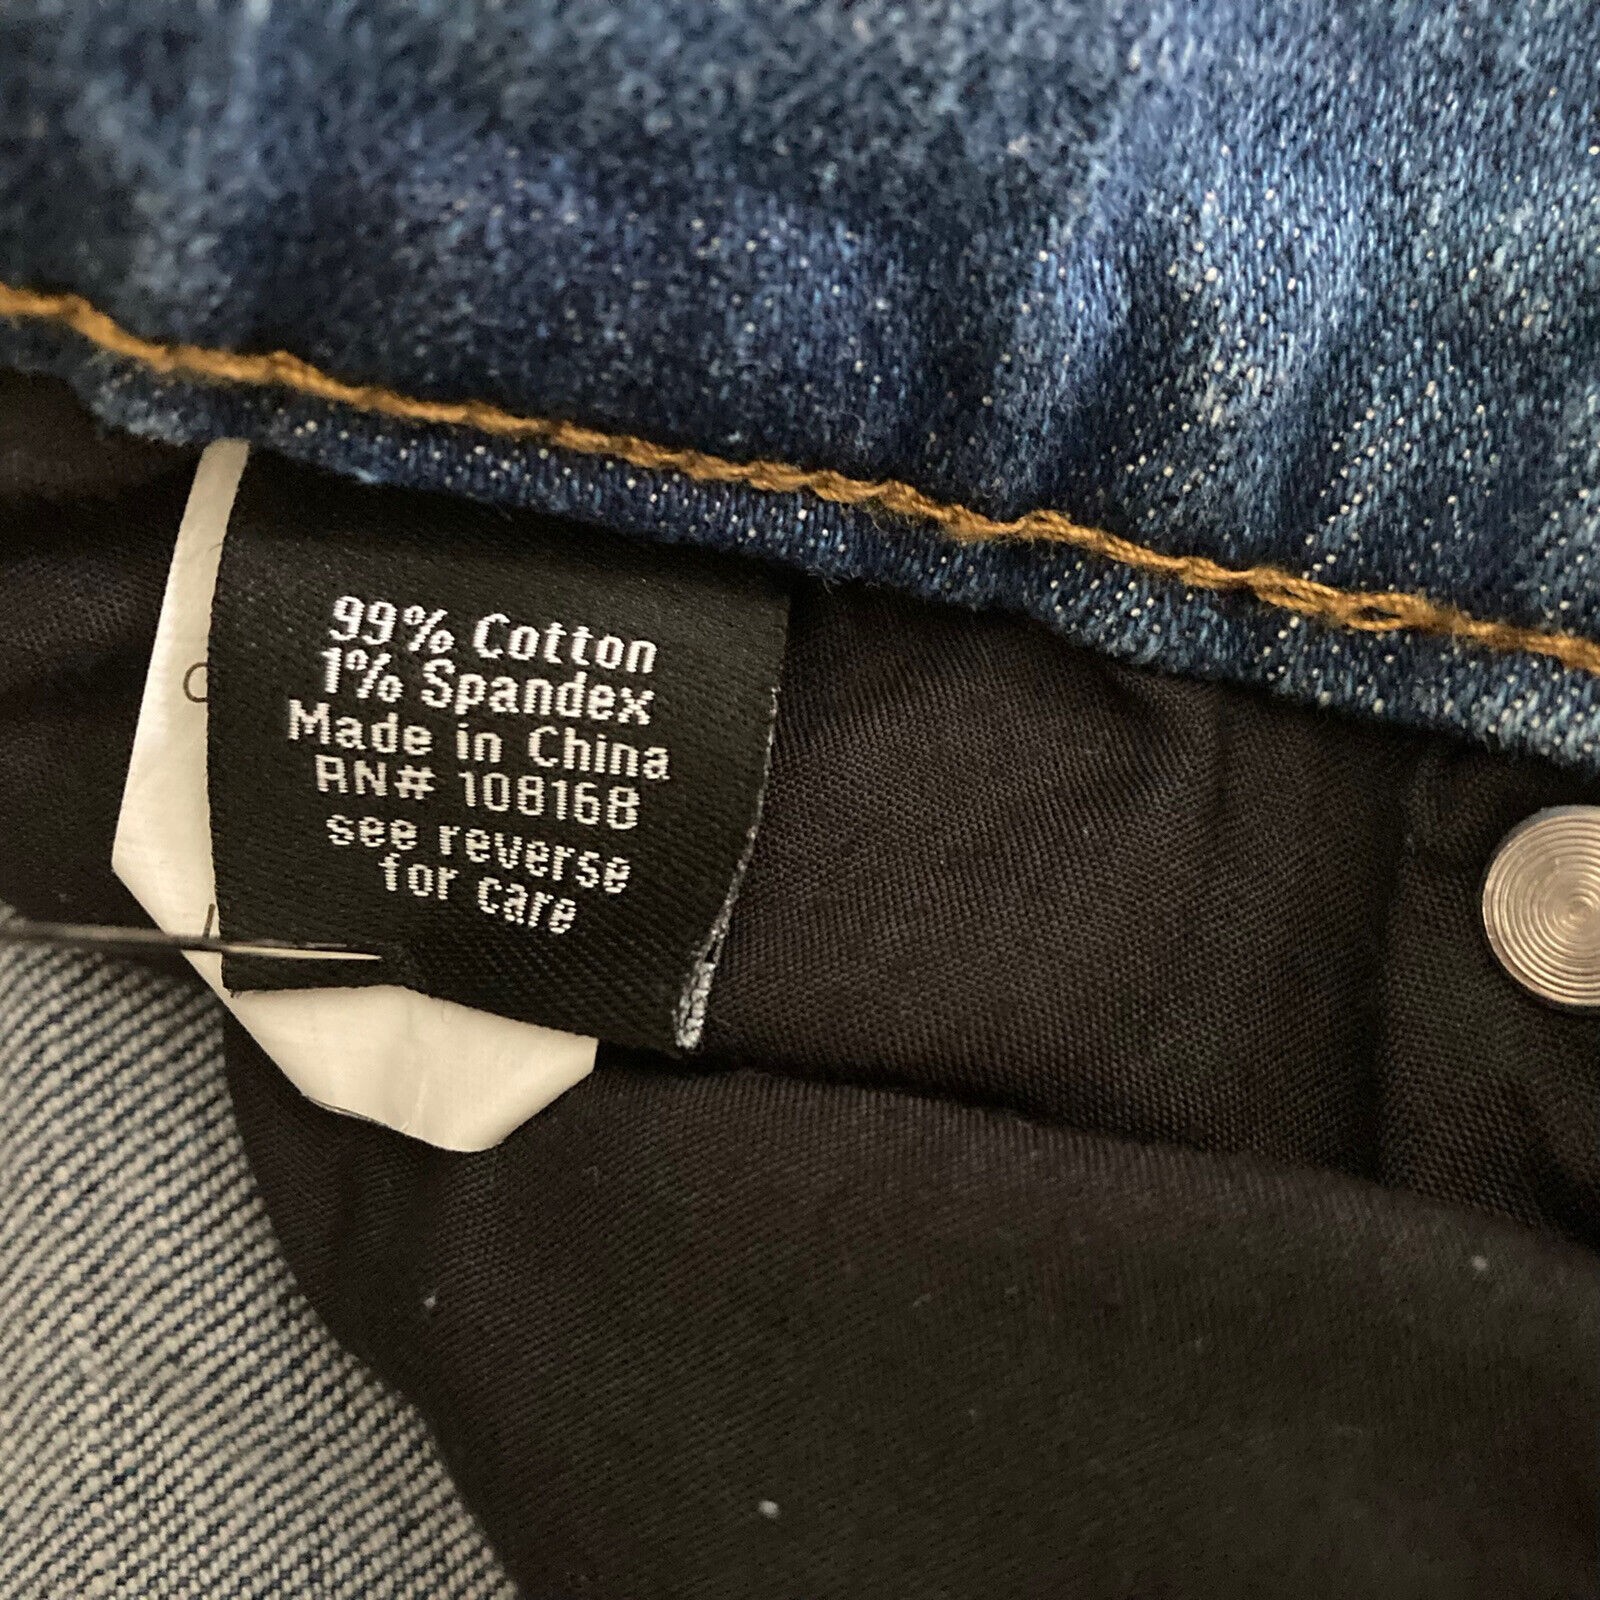 99% Cotton
1% Spandex
Made in China
RN# 108168
see reverse
for care